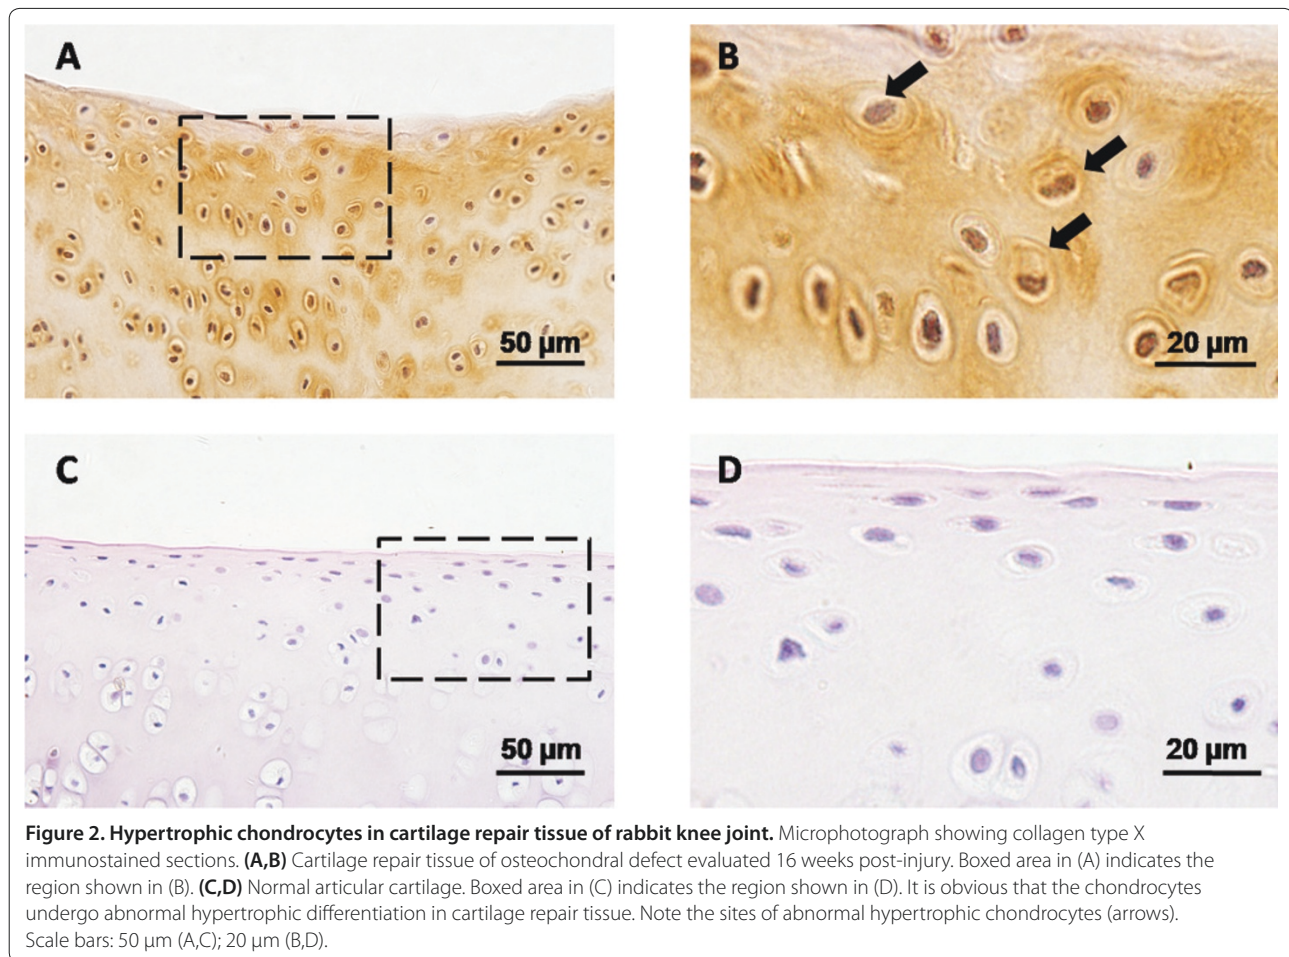 A
B
50 μm
20 μm
C
D
50 μm
20 μm
Figure 2. Hypertrophic chondrocytes in cartilage repair tissue of rabbit knee joint. Microphotograph showing collagen type X
immunostained sections. (A,B) Cartilage repair tissue of osteochondral defect evaluated 16 weeks post-injury. Boxed area in (A) indicates the
region shown in (B). (C,D) Normal articular cartilage. Boxed area in (C) indicates the region shown in (D). It is obvious that the chondrocytes
undergo abnormal hypertrophic differentiation in cartilage repair tissue. Note the sites of abnormal hypertrophic chondrocytes (arrows).
Scale bars: 50 μm (A,C); 20 μm (B,D).